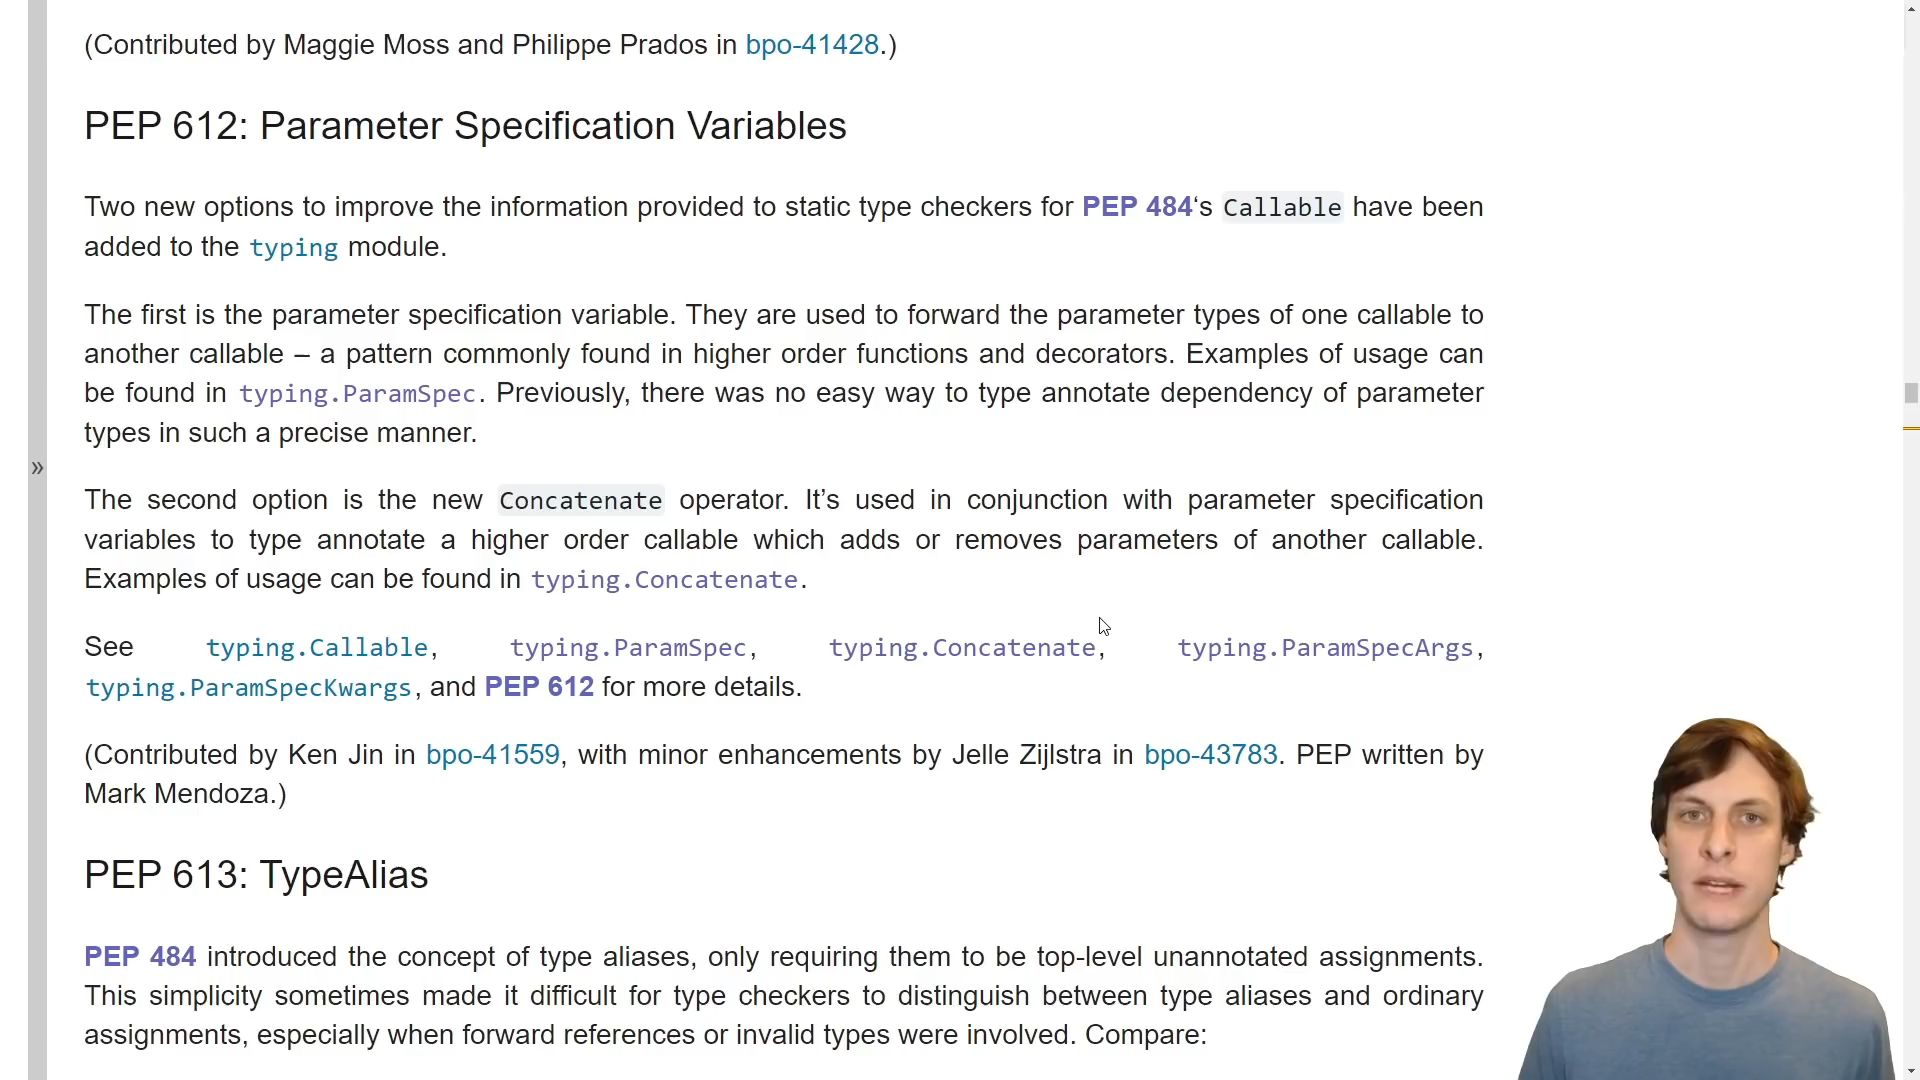 (Contributed by Maggie Moss and Philippe Prados in bpo-41428.)
PEP 612: Parameter Specification Variables
Two new options to improve the information provided to static type checkers for PEP 484‘s Callable have been
added to the typing module.
The first is the parameter specification variable. They are used to forward the parameter types of one callable to
another callable – a pattern commonly found in higher order functions and decorators. Examples of usage can
be found in typing.ParamSpec. Previously, there was no easy way to type annotate dependency of parameter
types in such a precise manner.
»
The second option is the new Concatenate operator. It’s used in conjunction with parameter specification
variables to type annotate a higher order callable which adds or removes parameters of another callable.
Examples of usage can be found in typing.Concatenate.
See typing.Callable, typing.ParamSpec, typing.Concatenate, typing.ParamSpecArgs,
typing.ParamSpecKwargs, and PEP 612 for more details.
(Contributed by Ken Jin in bpo-41559, with minor enhancements by Jelle Zijlstra in bpo-43783. PEP written by
Mark Mendoza.)
PEP 613: TypeAlias
PEP 484 introduced the concept of type aliases, only requiring them to be top-level unannotated assignments.
This simplicity sometimes made it difficult for type checkers to distinguish between type aliases and ordinary
assignments, especially when forward references or invalid types were involved. Compare: